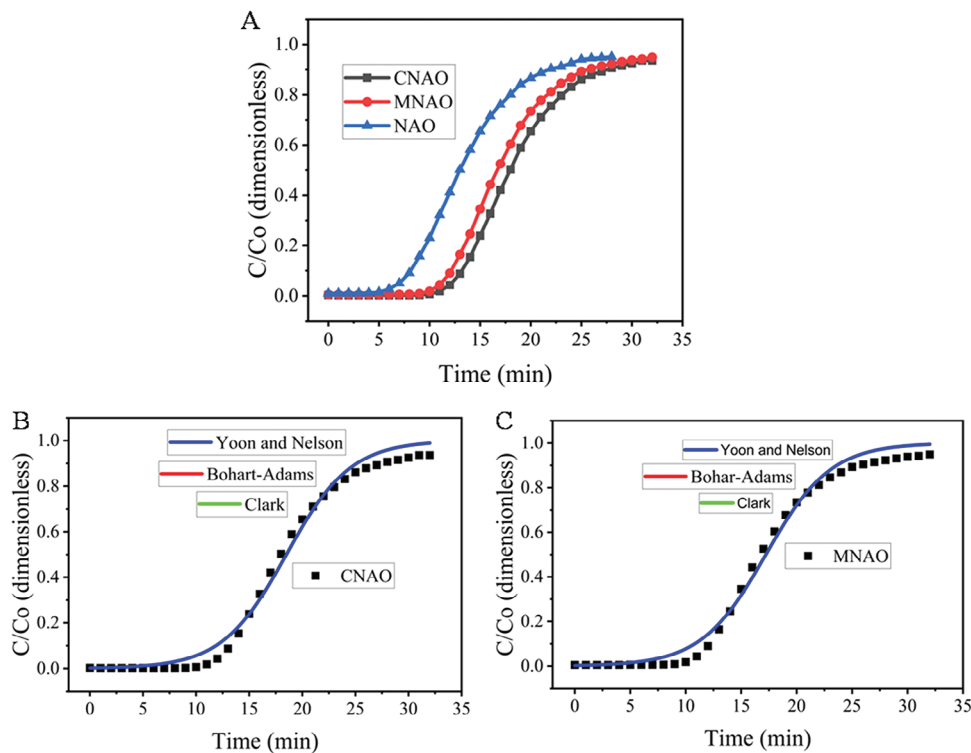 A
1.0
0.8
0.6
0.4
0.2
0.0
C/Co (dimensionless)
CNAO
MNAO
NAO
0 5 10 15 20 25 30 35
Time (min)
B
1.0
0.8
0.6
0.4
0.2
0.0
C/Co (dimensionless)
Yoon and Nelson
Bohart-Adams
Clark
CNAO
0 5 10 15 20 25 30 35
Time (min)
C
1.0
0.8
0.6
0.4
0.2
0.0
C/Co (dimensionless)
Yoon and Nelson
Bohar-Adams
Clark
MNAO
0 5 10 15 20 25 30 35
Time (min)